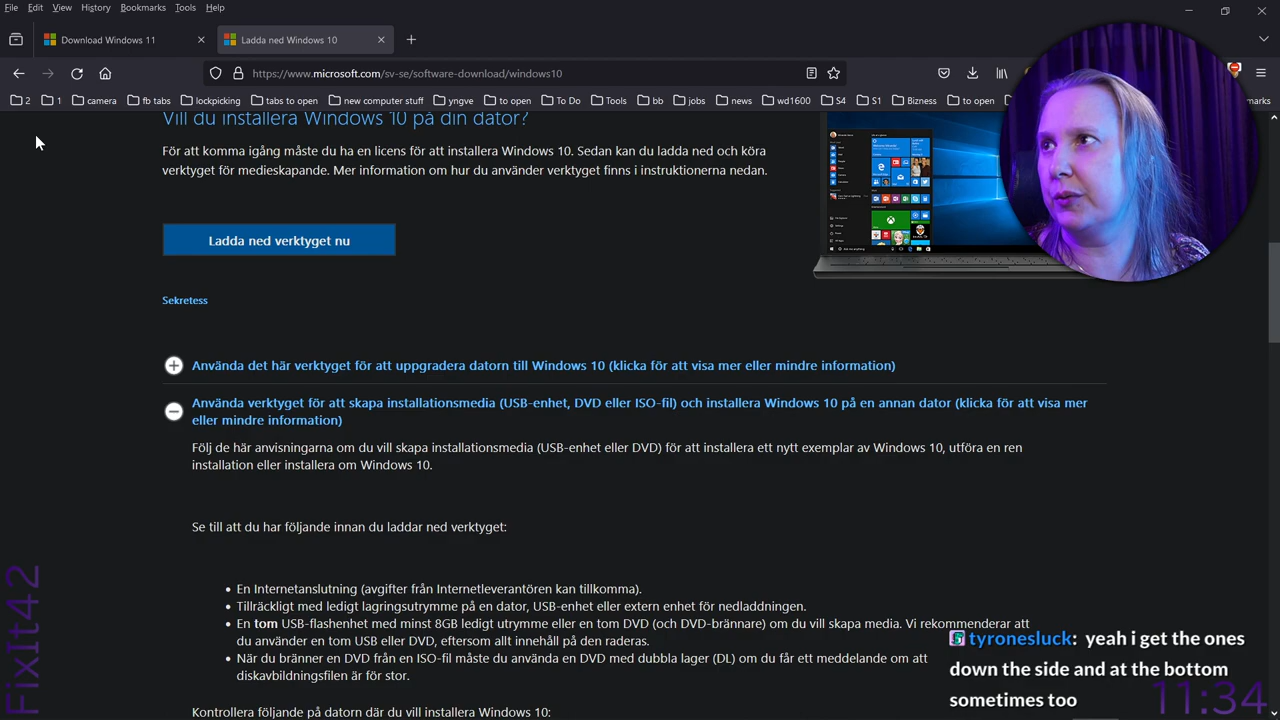 File Edit View History Bookmarks Tools Help
Download Windows 11
Ladda ned Windows 10
https://www.microsoft.com/sv-se/software-download/windows10
2 1 camera fb tabs lockpicking tabs to open new computer stuff yngve to open To Do Tools bb jobs news wd1600 S4 S1 Bizness to open
Vill du installera Windows 10 på din dator?
För att komma igång måste du ha en licens för att installera Windows 10. Sedan kan du ladda ned och köra
verktyget för medieskapande. Mer information om hur du använder verktyget finns i instruktionerna nedan.
Ladda ned verktyget nu
Sekretess
Använda det här verktyget för att uppgradera datorn till Windows 10 (klicka för att visa mer eller mindre information)
Använda verktyget för att skapa installationsmedia (USB-enhet, DVD eller ISO-fil) och installera Windows 10 på en annan dator (klicka för att visa mer
eller mindre information)
Följ de här anvisningarna om du vill skapa installationsmedia (USB-enhet eller DVD) för att installera ett nytt exemplar av Windows 10, utföra en ren
installation eller installera om Windows 10.
Se till att du har följande innan du laddar ned verktyget:
• En Internetanslutning (avgifter från Internetleverantören kan tillkomma).
• Tillräckligt med ledigt lagringsutrymme på en dator, USB-enhet eller extern enhet för nedladdningen.
• En tom USB-flashenhet med minst 8GB ledigt utrymme eller en tom DVD (och DVD-brännare) om du vill skapa media. Vi rekommenderar att
du använder en tom USB eller DVD, eftersom allt innehåll på den raderas.
• När du bränner en DVD från en ISO-fil måste du använda en DVD med dubbla lager (DL) om du får ett meddelande om att
diskavbildningsfilen är för stor.
Kontrollera följande på datorn där du vill installera Windows 10:
tyronesluck: yeah i get the ones
down the side and at the bottom
sometimes too
FixIt42
11:34